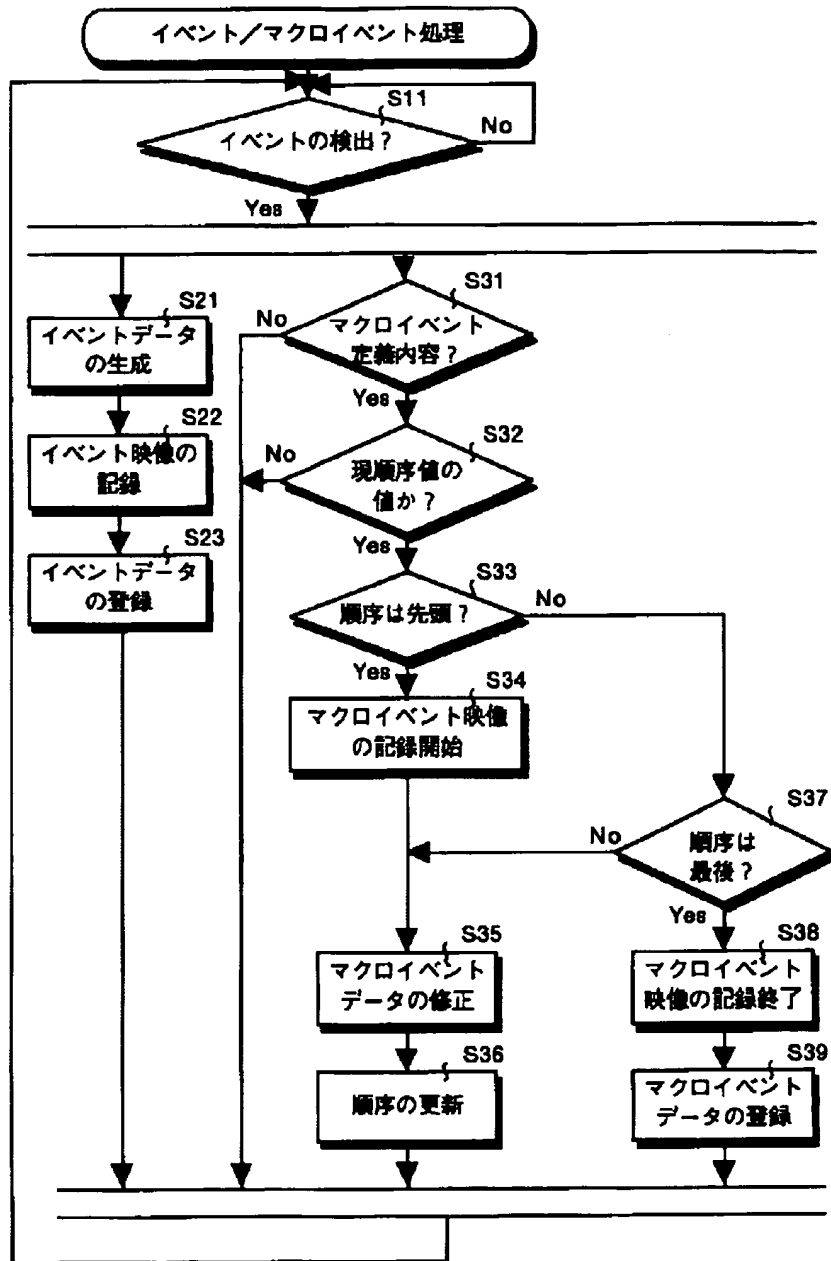 イベント／マクロイベント処理
S11
イベントの検出？
No
Yes
S21
イベントデータ
の生成
S22
イベント映像の
記録
S23
イベントデータ
の登録
S31
マクロイベント
定義内容？
No
Yes
S32
現順序値の
値か？
No
Yes
S33
順序は先頭？
No
Yes
S34
マクロイベント映像
の記録開始
S37
順序は
最後？
No
Yes
S35
マクロイベント
データの修正
S36
順序の更新
S38
マクロイベント
映像の記録終了
S39
マクロイベント
データの登録